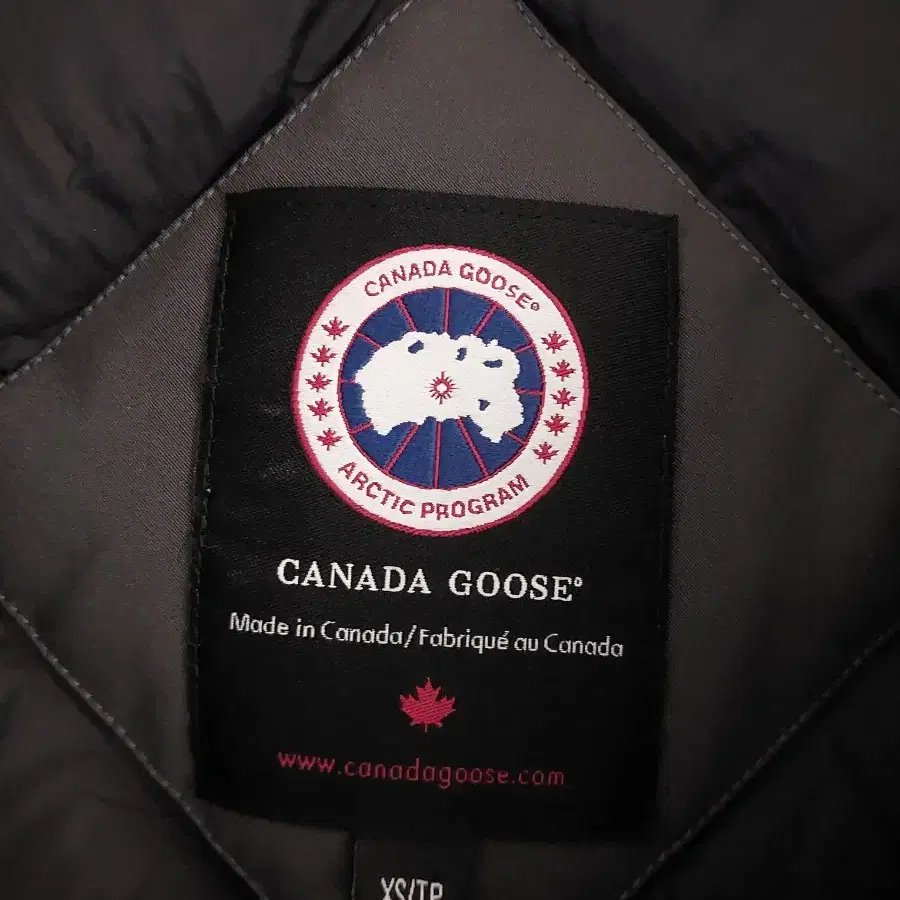 CANADA GOOSE®
ARCTIC PROGRAM
CANADA GOOSE®
Made in Canada/Fabriqué au Canada
www.canadagoose.com
XS/TP